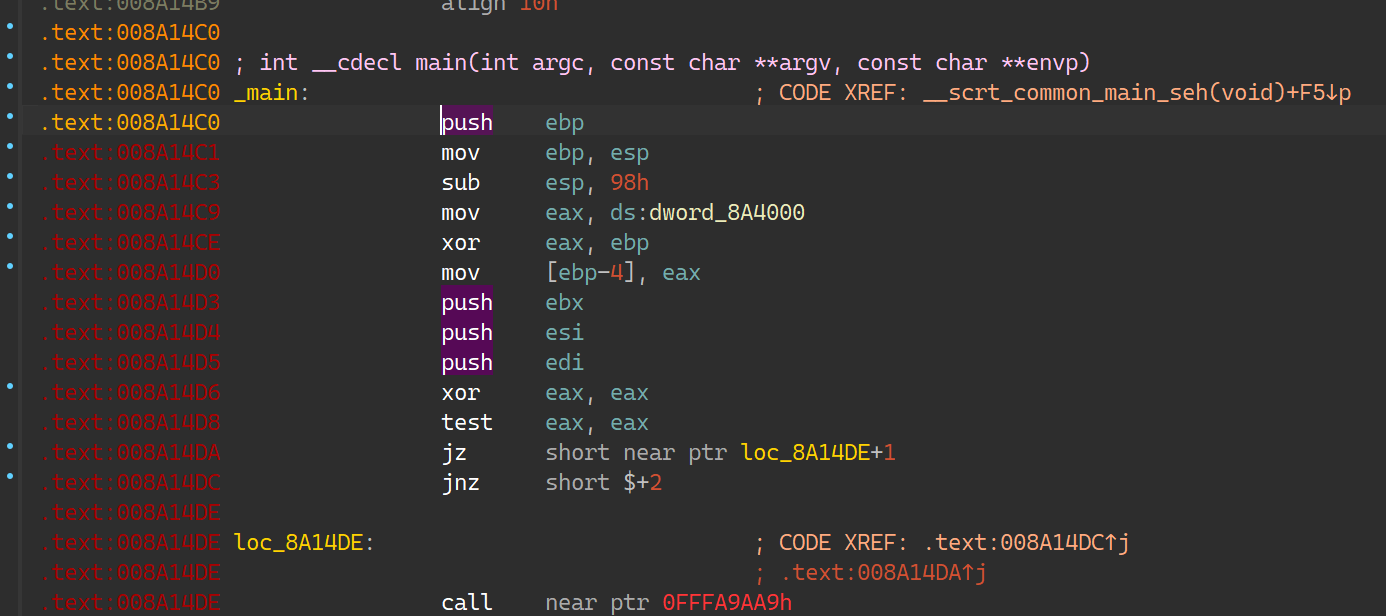 .text:008A14B9 align 10h
.text:008A14C0
.text:008A14C0 ; int __cdecl main(int argc, const char **argv, const char **envp)
.text:008A14C0 _main: ; CODE XREF: __scrt_common_main_seh(void)+F5↓p
.text:008A14C0 push ebp
.text:008A14C1 mov ebp, esp
.text:008A14C3 sub esp, 98h
.text:008A14C9 mov eax, ds:dword_8A4000
.text:008A14CE xor eax, ebp
.text:008A14D0 mov [ebp-4], eax
.text:008A14D3 push ebx
.text:008A14D4 push esi
.text:008A14D5 push edi
.text:008A14D6 xor eax, eax
.text:008A14D8 test eax, eax
.text:008A14DA jz short near ptr loc_8A14DE+1
.text:008A14DC jnz short $+2
.text:008A14DE
.text:008A14DE loc_8A14DE: ; CODE XREF: .text:008A14DC↑j
.text:008A14DE ; .text:008A14DA↑j
.text:008A14DE call near ptr 0FFFA9AA9h